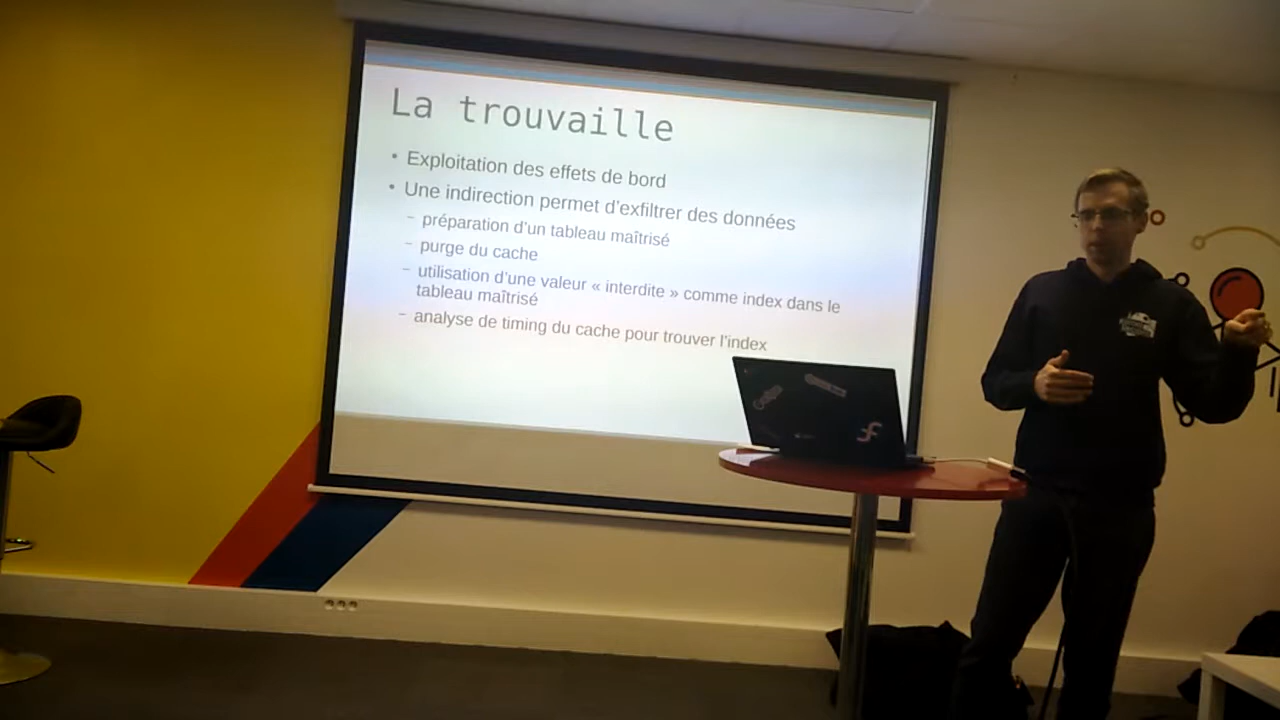 La trouvaille
• Exploitation des effets de bord
• Une indirection permet d'exfiltrer des données
– préparation d'un tableau maîtrisé
– purge du cache
– utilisation d'une valeur « interdite » comme index dans le
tableau maîtrisé
– analyse de timing du cache pour trouver l'index